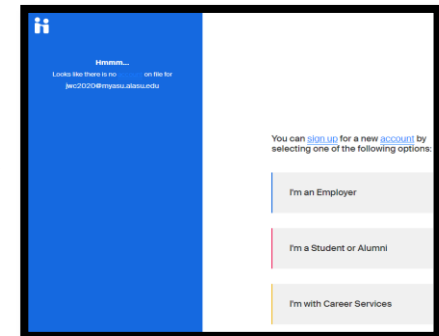 Hmmm...
Looks like there is no on file for
jwc2020@myasu.alasu.edu
You can sign up for a new account by
selecting one of the following options:
I'm an Employer
I'm a Student or Alumni
I'm with Career Services